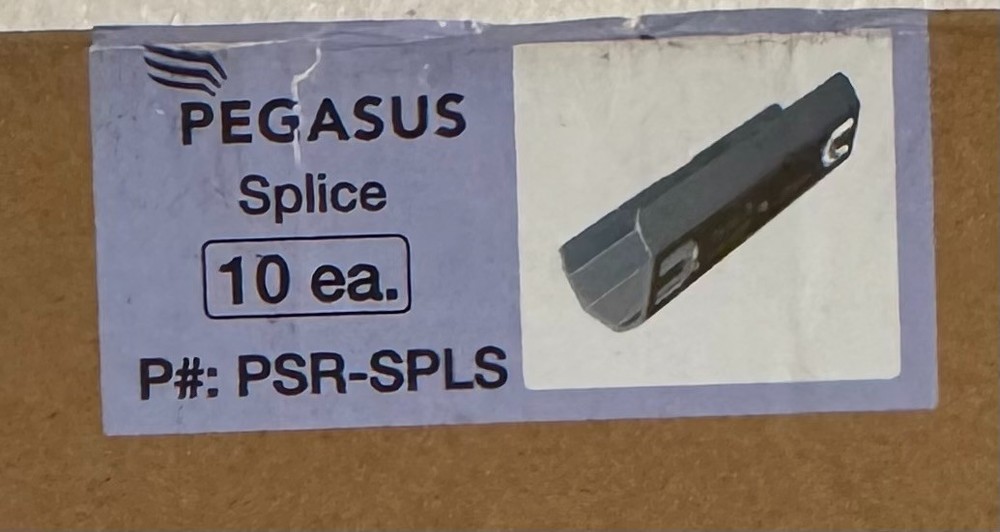 PEGASUS
Splice
10 ea.
P#: PSR-SPLS